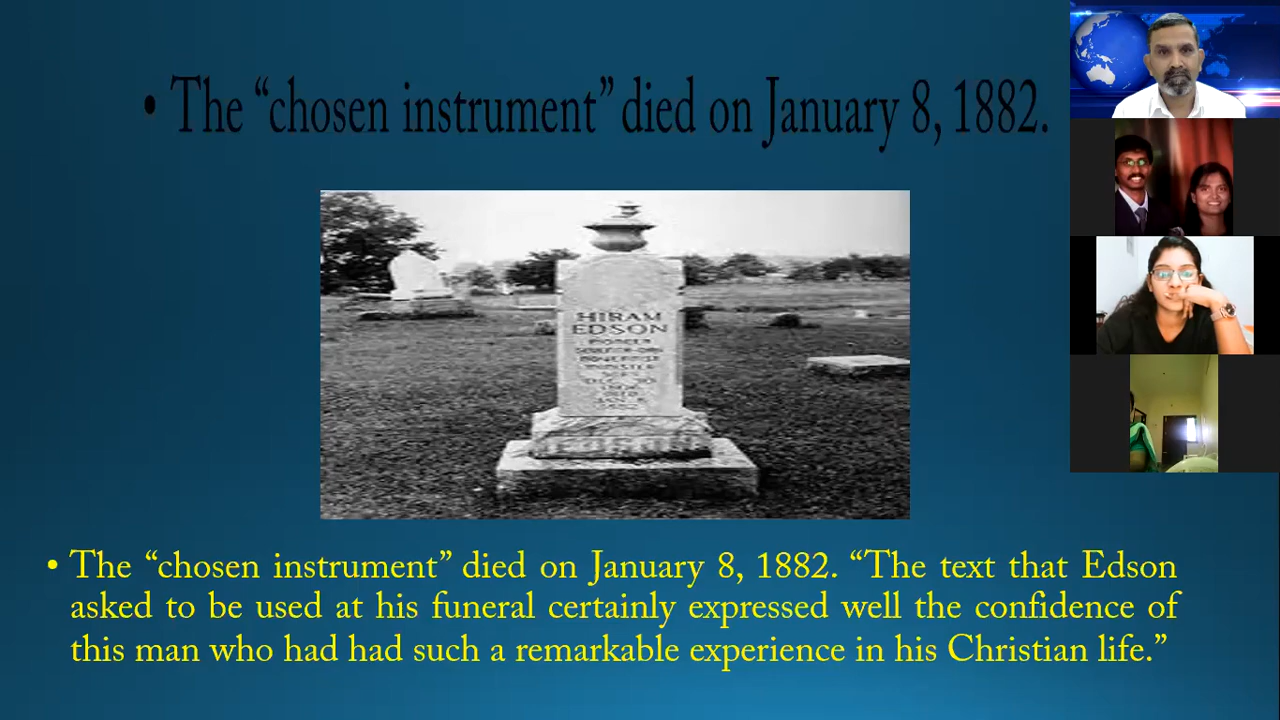 • The “chosen instrument” died on January 8, 1882.
HIRAM
EDSON
PIONEER
MINISTER
• The “chosen instrument” died on January 8, 1882. “The text that Edson
asked to be used at his funeral certainly expressed well the confidence of
this man who had had such a remarkable experience in his Christian life.”